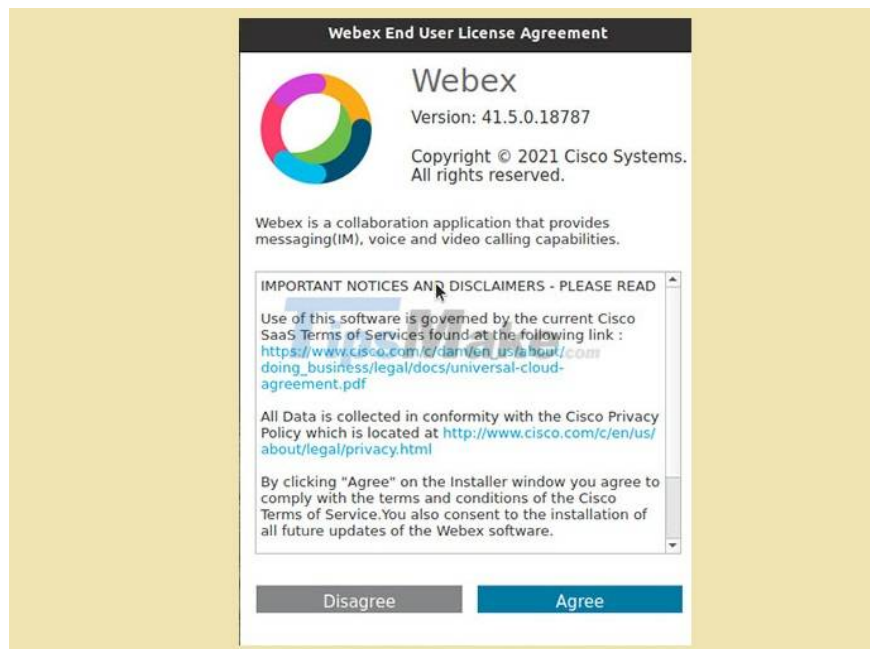 Webex End User License Agreement
Webex
Version: 41.5.0.18787
Copyright © 2021 Cisco Systems.
All rights reserved.
Webex is a collaboration application that provides
messaging(IM), voice and video calling capabilities.
IMPORTANT NOTICES AND DISCLAIMERS - PLEASE READ
Use of this software is governed by the current Cisco
SaaS Terms of Services found at the following link :
https://www.cisco.com/c/dam/en_us/about/
doing_business/legal/docs/universal-cloud-
agreement.pdf
TipsMake.com
All Data is collected in conformity with the Cisco Privacy
Policy which is located at http://www.cisco.com/c/en/us/
about/legal/privacy.html
By clicking "Agree" on the Installer window you agree to
comply with the terms and conditions of the Cisco
Terms of Service.You also consent to the installation of
all future updates of the Webex software.
Disagree
Agree